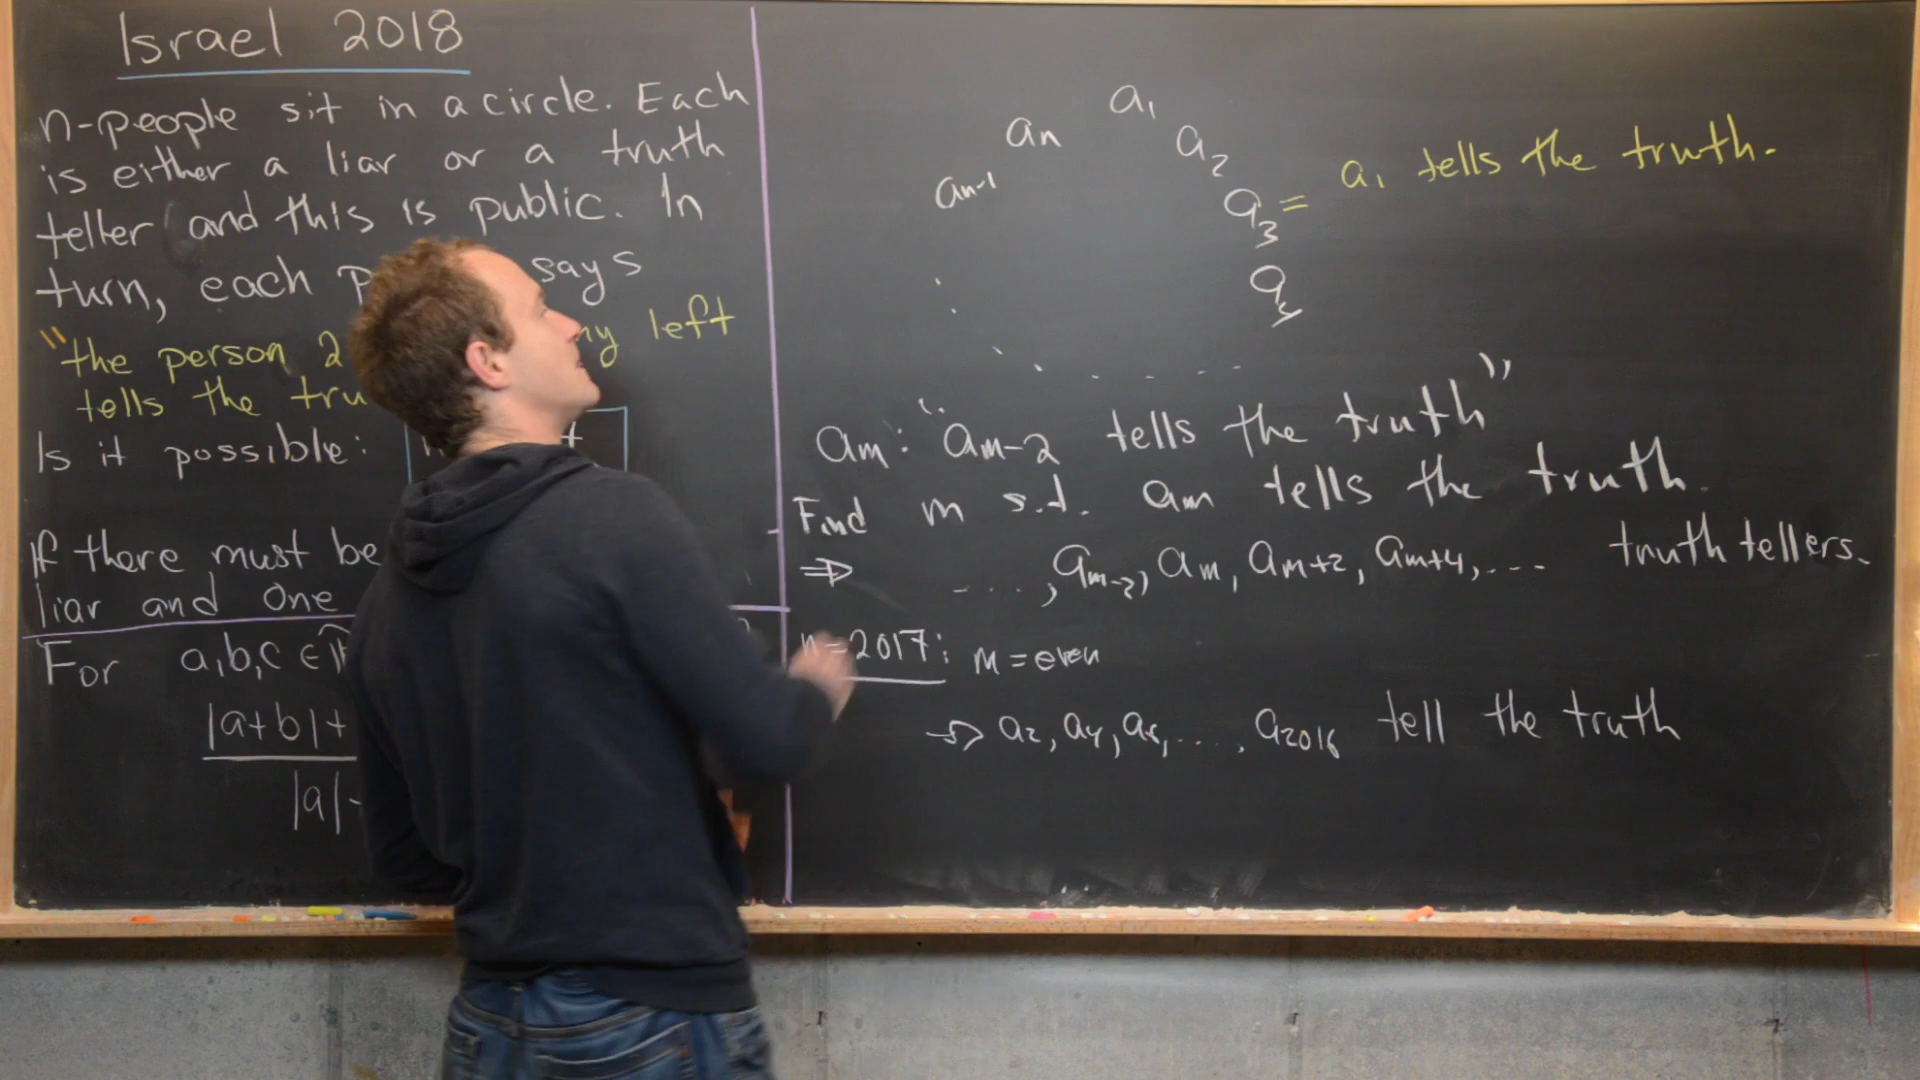 Israel 2018
n-people sit in a circle. Each
is either a liar or a truth
teller and this is public. In
turn, each says
"the person 2 my left
tells the tru
Is it possible:
If there must be
liar and One
For a,b,c ∈
|a+b|+
|a|
a1
an
a2
an-1
a3 = a1 tells the truth.
a4
am: "am-2 tells the truth"
Find m s.t. am tells the truth.
⇒ ..., am-2, am, am+2, am+4, ... truth tellers.
n=2017: m = even
→ a2, a4, a6, ..., a2016 tell the truth